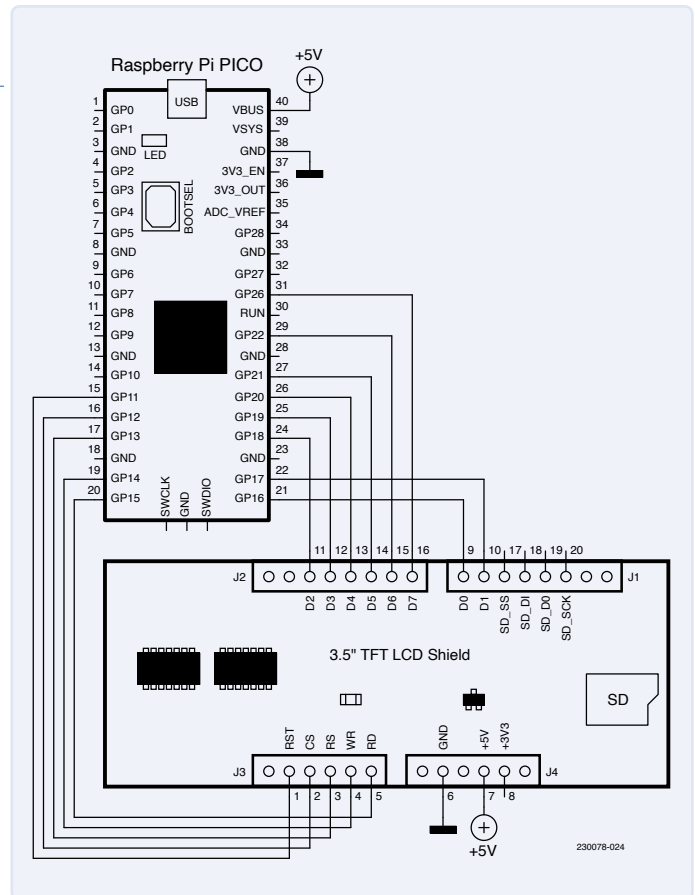 +5V
Raspberry Pi PICO
USB
1 GP0 VBUS 40
2 GP1 VSYS 39
3 GND GND 38
LED
4 GP2 3V3_EN 37
5 GP3 3V3_OUT 36
6 GP4 ADC_VREF 35
BOOTSEL
7 GP5 GP28 34
8 GND GND 33
9 GP6 GP27 32
10 GP7 GP26 31
11 GP8 RUN 30
12 GP9 GP22 29
13 GND GND 28
14 GP10 GP21 27
15 GP11 GP20 26
16 GP12 GP19 25
17 GP13 GP18 24
18 GND GND 23
19 GP14 GP17 22
20 GP15 GP16 21
SWCLK GND SWDIO
11 12 13 14 15 16 9 10 17 18 19 20
J2 J1
D2 D3 D4 D5 D6 D7 D0 D1 SD_SS SD_DI SD_D0 SD_SCK
3.5" TFT LCD Shield
SD
RST CS RS WR RD GND +5V +3V3
J3 J4
1 2 3 4 5 6 7 8
+5V
230078-024